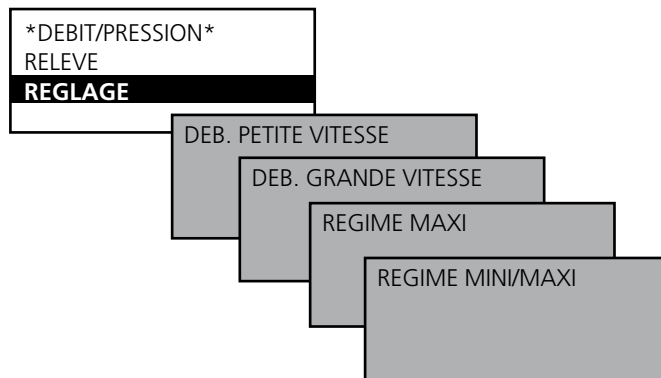 *DEBIT/PRESSION*
RELEVE
REGLAGE
DEB. PETITE VITESSE
DEB. GRANDE VITESSE
REGIME MAXI
REGIME MINI/MAXI